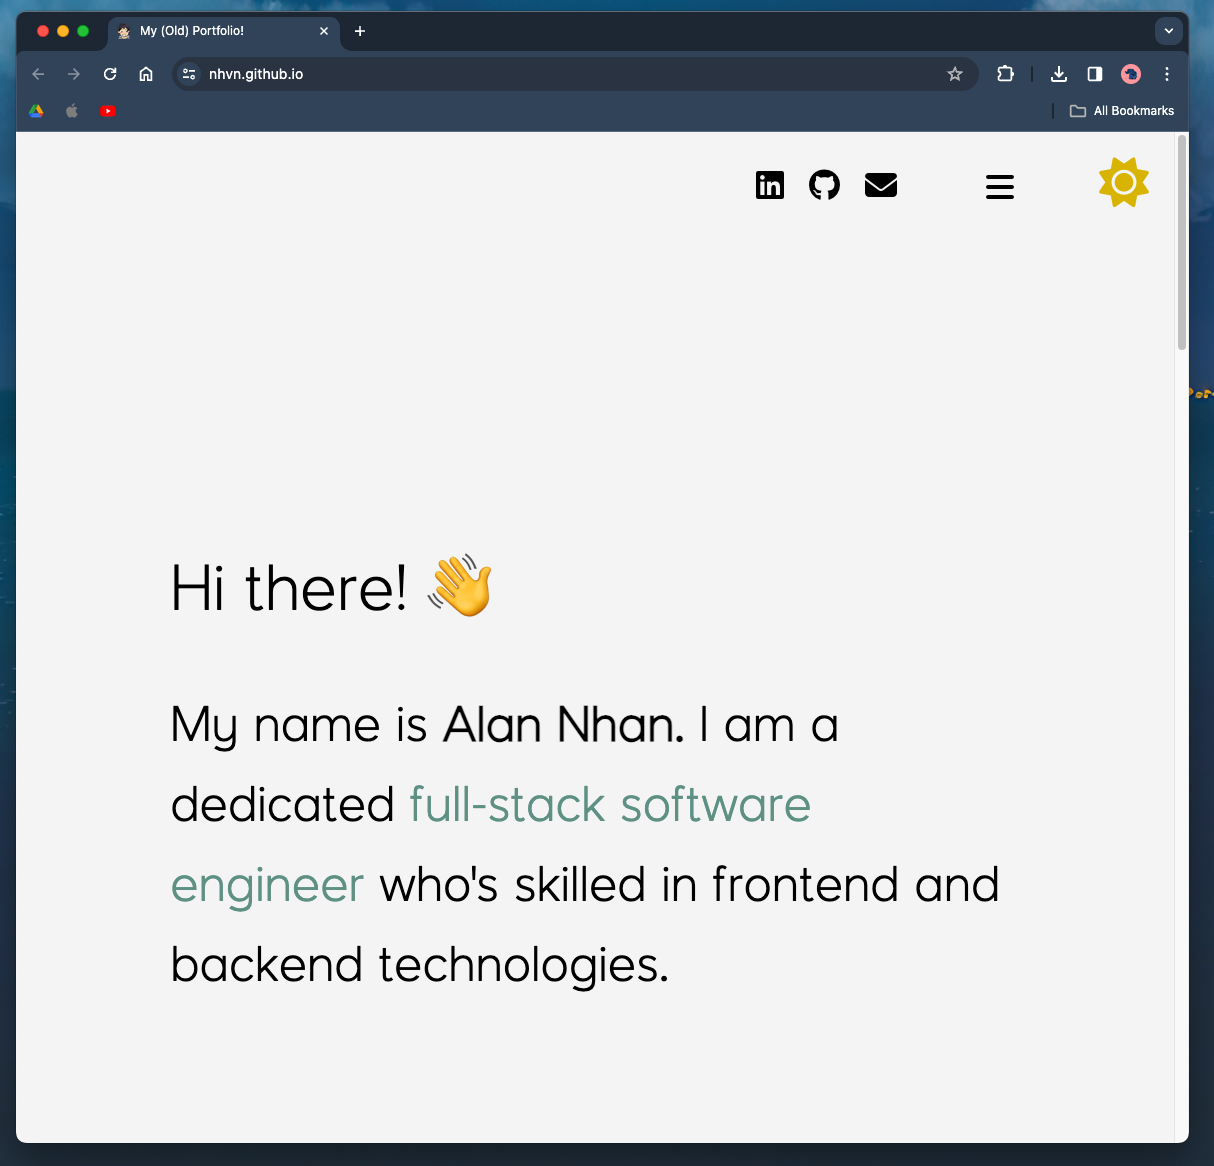 My (Old) Portfolio!
nhvn.github.io
All Bookmarks
in
Hi there! 👋
My name is Alan Nhan. I am a
dedicated full-stack software
engineer who's skilled in frontend and
backend technologies.